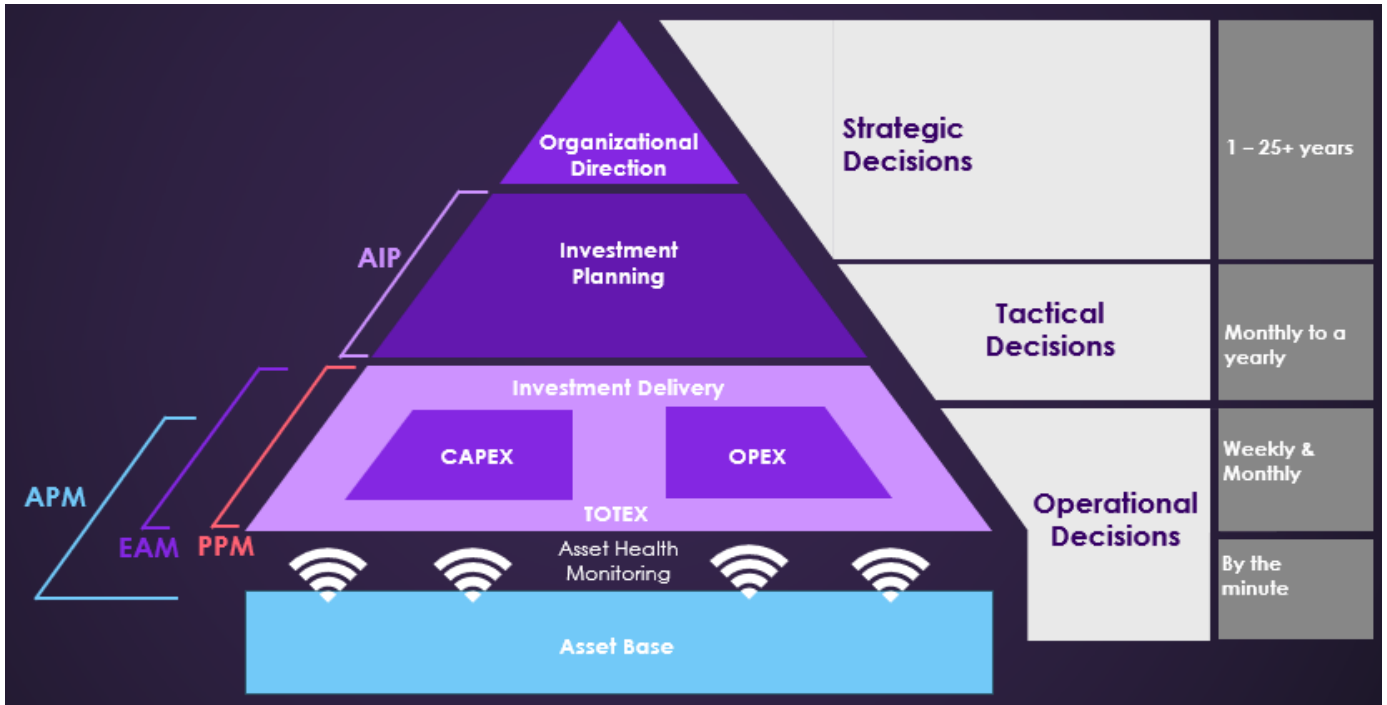 Organizational
Direction
Strategic
Decisions
1 – 25+ years
AIP
Investment
Planning
Tactical
Decisions
Monthly to a
yearly
Investment Delivery
CAPEX
OPEX
TOTEX
APM
EAM
PPM
Operational
Decisions
Weekly &
Monthly
Asset Health
Monitoring
By the
minute
Asset Base